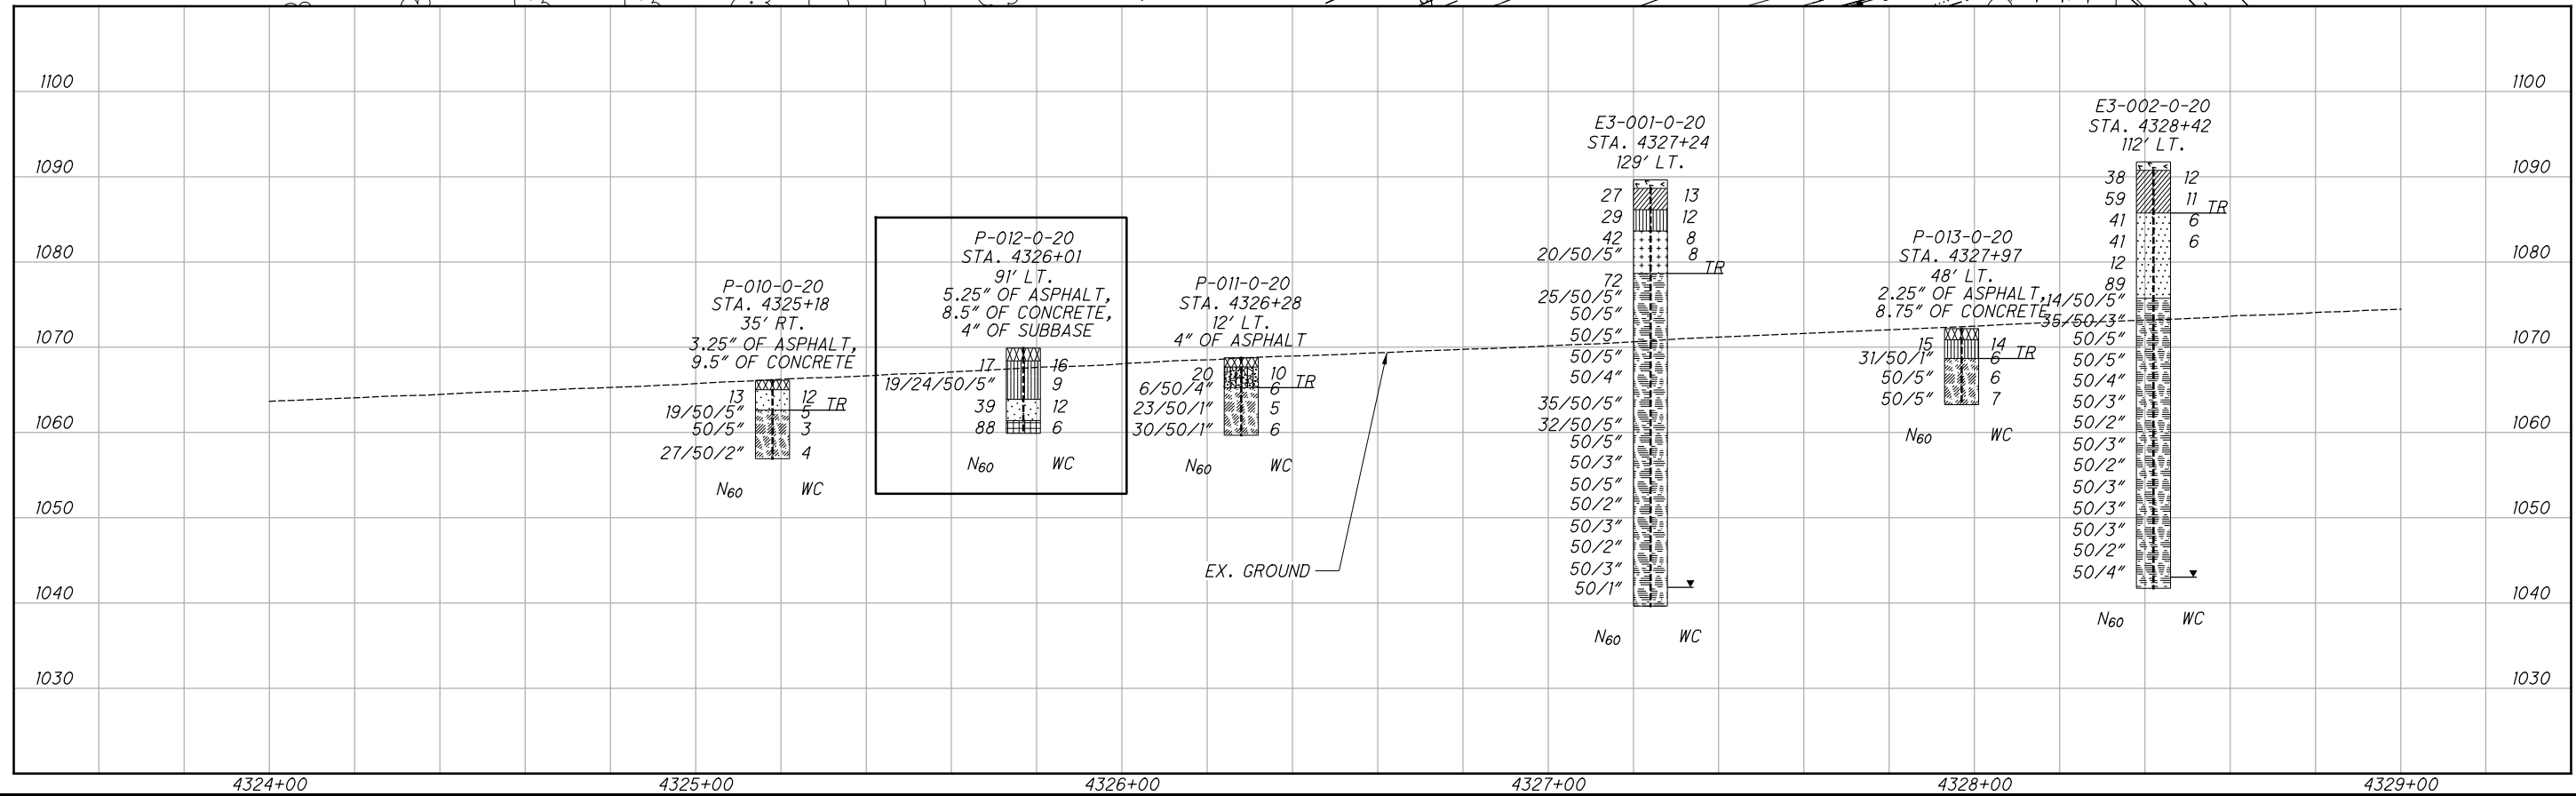 1100
1090
1080
1070
1060
1050
1040
1030
P-010-0-20
STA. 4325+18
35' RT.
3.25" OF ASPHALT,
9.5" OF CONCRETE
13 12 TR
19/50/5" 5
50/5" 3
27/50/2" 4
N60 WC
P-012-0-20
STA. 4326+01
91' LT.
5.25" OF ASPHALT,
8.5" OF CONCRETE,
4" OF SUBBASE
17 16
19/24/50/5" 9
39 12
88 6
N60 WC
P-011-0-20
STA. 4326+28
12' LT.
4" OF ASPHALT
20 10
6/50/4" 6 TR
23/50/1" 5
30/50/1" 6
N60 WC
EX. GROUND
E3-001-0-20
STA. 4327+24
129' LT.
27 13
29 12
42 8
20/50/5" 8
TR
72
25/50/5"
50/5"
50/5"
50/5"
50/4"
35/50/5"
32/50/5"
50/5"
50/3"
50/5"
50/2"
50/3"
50/2"
50/3"
50/1"
N60 WC
P-013-0-20
STA. 4327+97
48' LT.
2.25" OF ASPHALT,
8.75" OF CONCRETE
15 14
31/50/1" 6 TR
50/5" 6
50/5" 7
N60 WC
E3-002-0-20
STA. 4328+42
112' LT.
38 12
59 11 TR
41 6
41 6
12
89
14/50/5"
35/50/3"
50/5"
50/5"
50/4"
50/3"
50/2"
50/3"
50/2"
50/3"
50/3"
50/3"
50/2"
50/4"
N60 WC
1100
1090
1080
1070
1060
1050
1040
1030
4324+00 4325+00 4326+00 4327+00 4328+00 4329+00